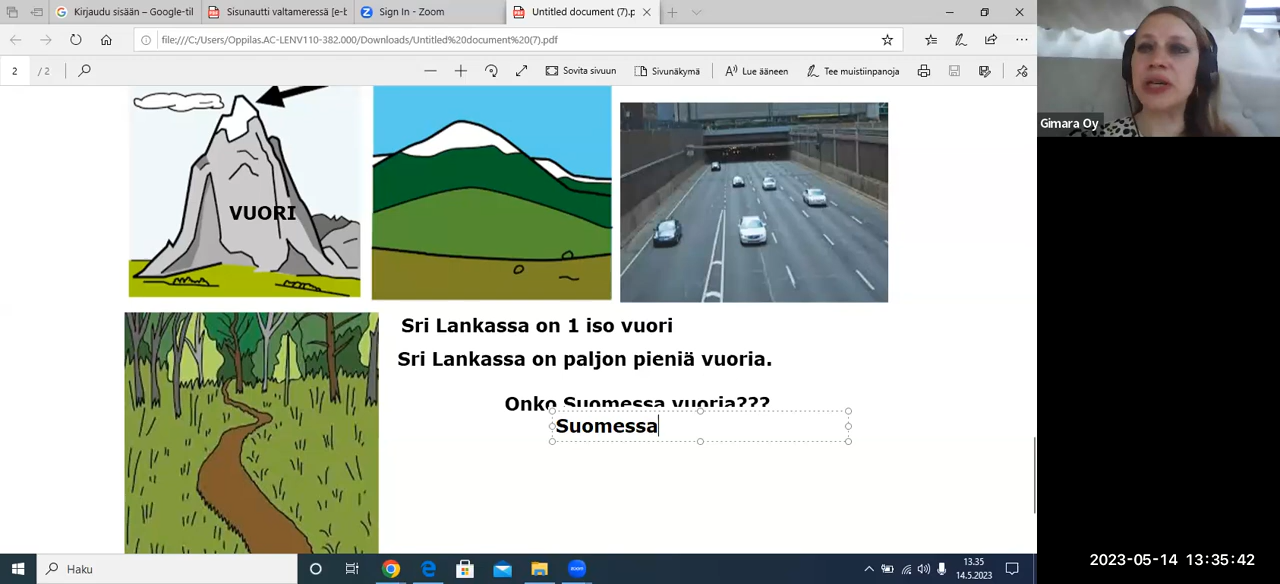 Kirjaudu sisään – Google-til
Sisunautti valtameressä [e-b
Sign In - Zoom
Untitled document (7).p
file:///C:/Users/Oppilas.AC-LENV110-382.000/Downloads/Untitled%20document%20(7).pdf
2 / 2
Sovita sivuun
Sivunäkymä
Lue ääneen
Tee muistiinpanoja
Gimara Oy
VUORI
Sri Lankassa on 1 iso vuori
Sri Lankassa on paljon pieniä vuoria.
Onko Suomessa vuoria???
Suomessa
Haku
zoom
13.35
14.5.2023
2023-05-14 13:35:42